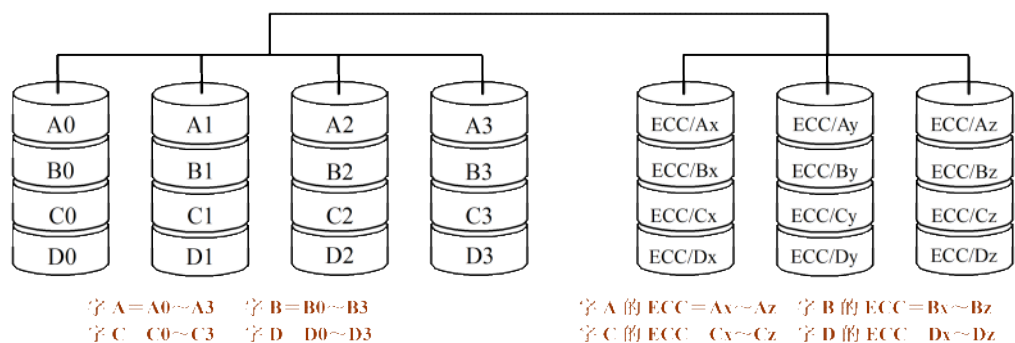 A0 A1 A2 A3 ECC/Ax ECC/Ay ECC/Az
B0 B1 B2 B3 ECC/Bx ECC/By ECC/Bz
C0 C1 C2 C3 ECC/Cx ECC/Cy ECC/Cz
D0 D1 D2 D3 ECC/Dx ECC/Dy ECC/Dz
字 A=A0～A3 字 B=B0～B3 字 A 的 ECC=Ax～Az 字 B 的 ECC=Bx～Bz
字 C C0～C3 字 D D0～D3 字 C 的 ECC Cx～Cz 字 D 的 ECC Dx～Dz